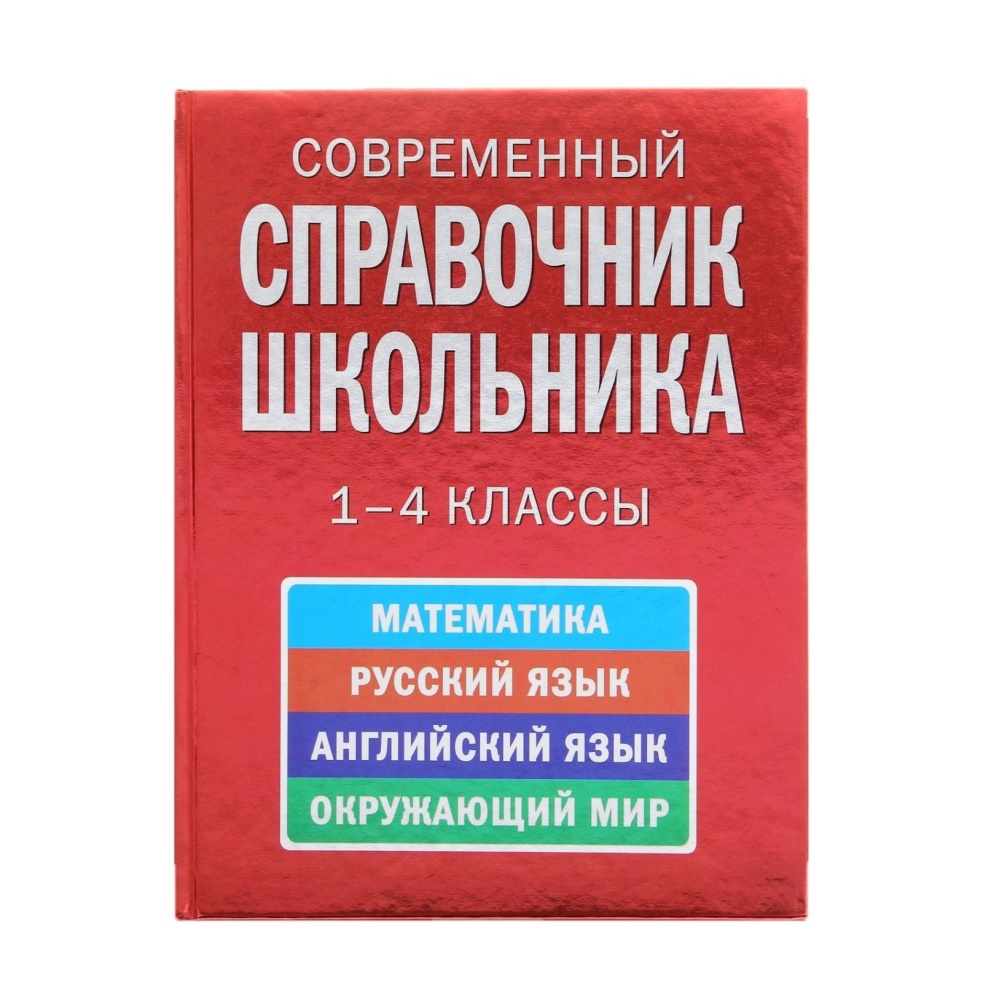 СОВРЕМЕННЫЙ
СПРАВОЧНИК
ШКОЛЬНИКА
1–4 КЛАССЫ
МАТЕМАТИКА
РУССКИЙ ЯЗЫК
АНГЛИЙСКИЙ ЯЗЫК
ОКРУЖАЮЩИЙ МИР